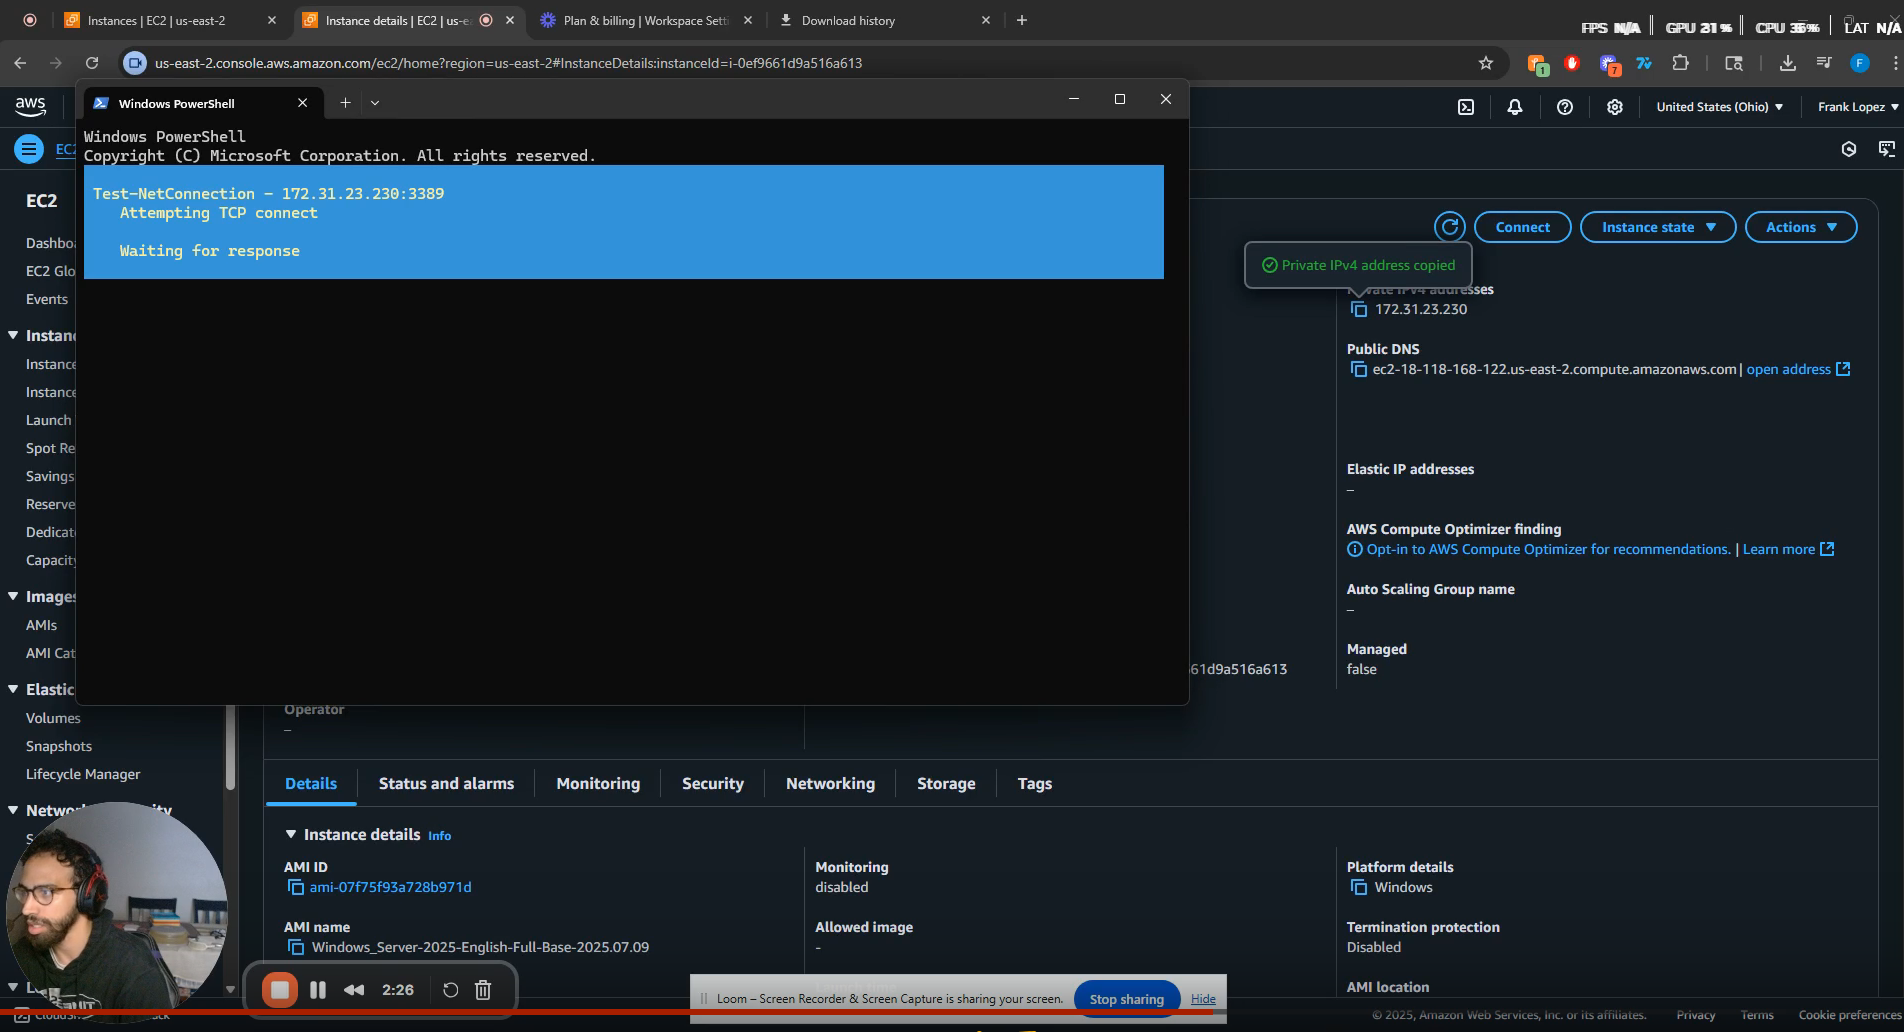 Instances | EC2 | us-east-2
Instance details | EC2 | us-ea
Plan & billing | Workspace Setti
Download history
FPS N/A GPU 31% CPU 36% LAT N/A
us-east-2.console.aws.amazon.com/ec2/home?region=us-east-2#InstanceDetails:instanceId=i-0ef9661d9a516a613
1
7
F
aws
Windows PowerShell
United States (Ohio)
Frank Lopez
EC2
Windows PowerShell
Copyright (C) Microsoft Corporation. All rights reserved.
Test-NetConnection - 172.31.23.230:3389
Attempting TCP connect
Waiting for response
EC2
Dashbo
EC2 Glo
Events
Instan
Instance
Instance
Launch
Spot Re
Savings
Reserve
Dedicat
Capacity
Images
AMIs
AMI Cat
Elastic
Volumes
Snapshots
Lifecycle Manager
Connect
Instance state
Actions
Private IPv4 address copied
Private IPv4 addresses
172.31.23.230
Public DNS
ec2-18-118-168-122.us-east-2.compute.amazonaws.com | open address
Elastic IP addresses
–
AWS Compute Optimizer finding
Opt-in to AWS Compute Optimizer for recommendations. | Learn more
Auto Scaling Group name
–
Managed
false
61d9a516a613
Operator
–
Details
Status and alarms
Monitoring
Security
Networking
Storage
Tags
Instance details Info
AMI ID
ami-07f75f93a728b971d
Monitoring
disabled
Platform details
Windows
AMI name
Windows_Server-2025-English-Full-Base-2025.07.09
Allowed image
-
Termination protection
Disabled
AMI location
2:26
Loom – Screen Recorder & Screen Capture is sharing your screen.
Stop sharing
Hide
© 2025, Amazon Web Services, Inc. or its affiliates.
Privacy
Terms
Cookie preferences